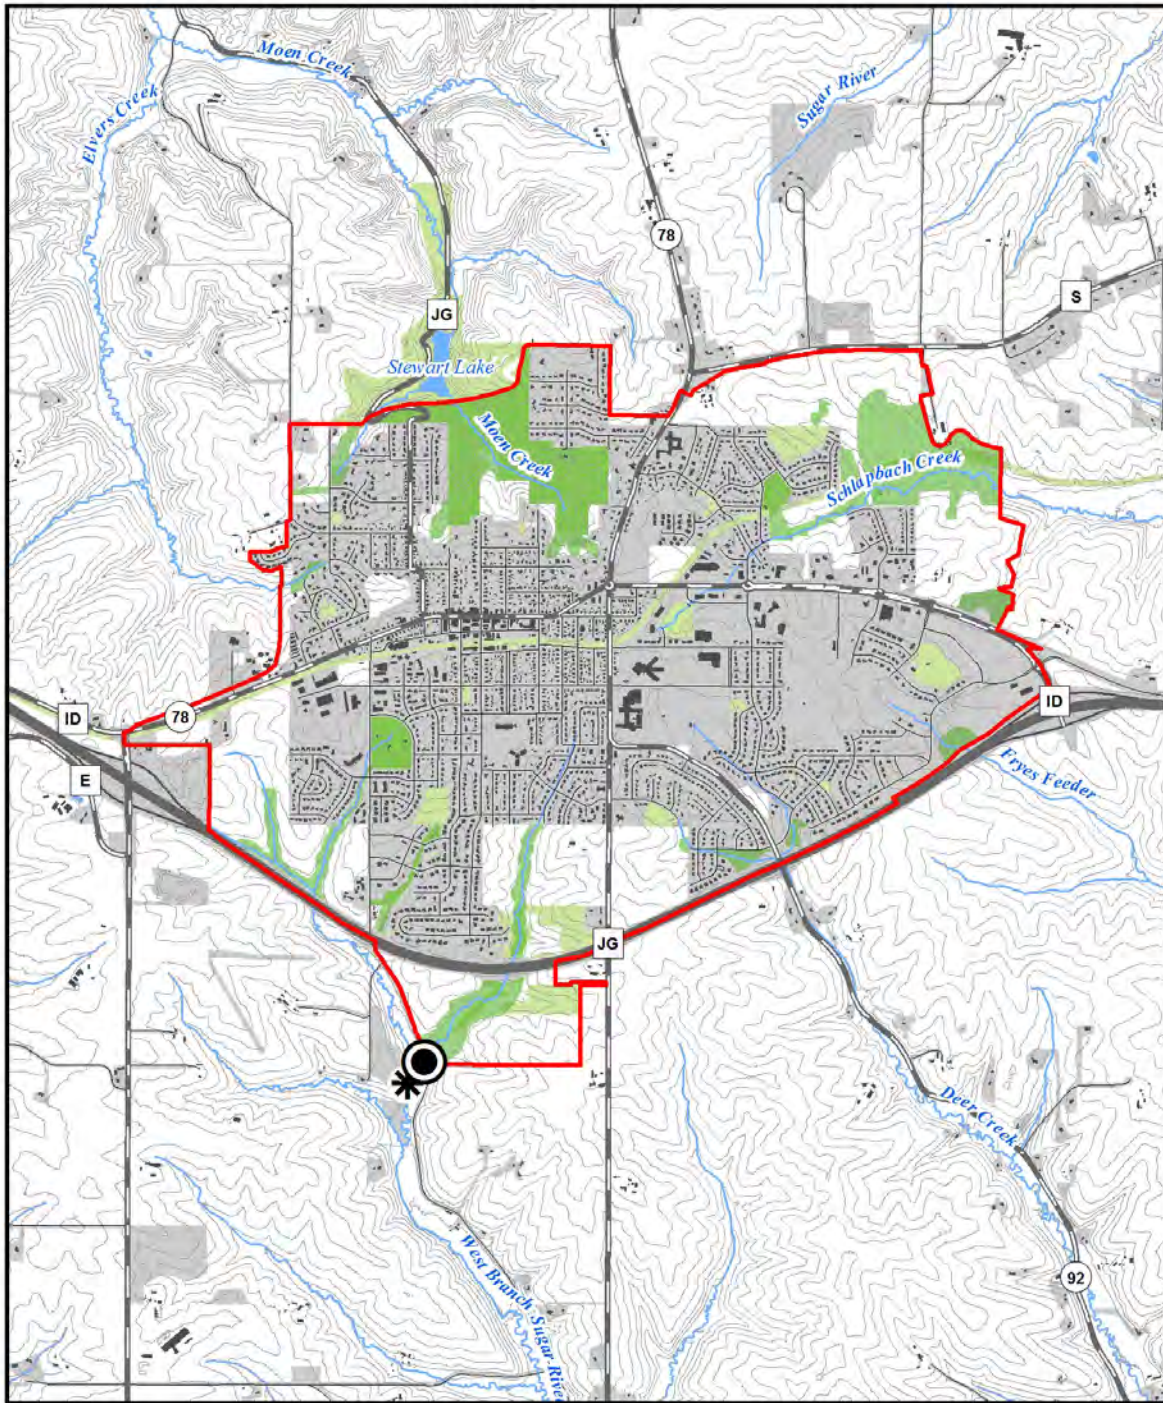 Moen Creek
Elvers Creek
Sugar River
78
S
JG
Stewart Lake
Moen Creek
Schlapbach Creek
ID
78
ID
E
Fryes Feeder
JG
Deer Creek
West Branch Sugar River
92